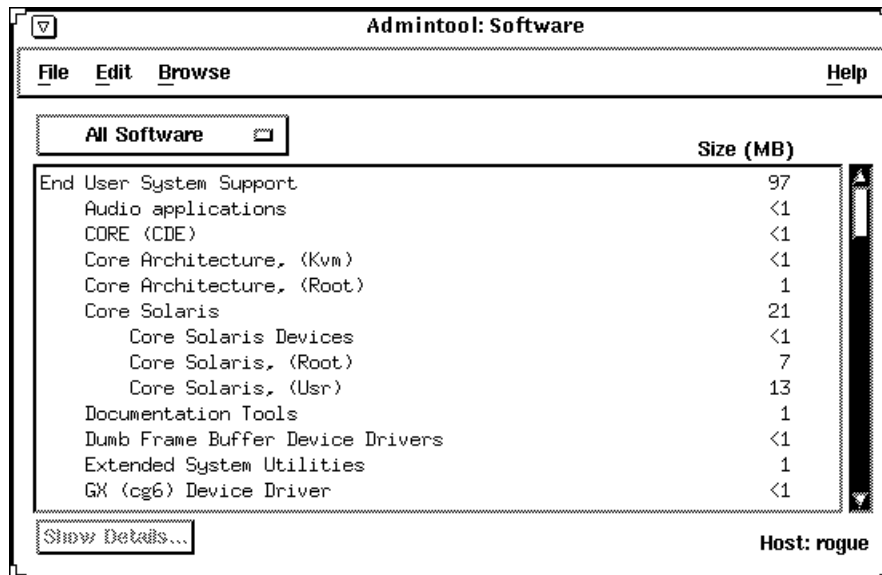 Admintool: Software
File Edit Browse Help
All Software
Size (MB)
End User System Support 97
Audio applications <1
CORE (CDE) <1
Core Architecture, (Kvm) <1
Core Architecture, (Root) 1
Core Solaris 21
Core Solaris Devices <1
Core Solaris, (Root) 7
Core Solaris, (Usr) 13
Documentation Tools 1
Dumb Frame Buffer Device Drivers <1
Extended System Utilities 1
GX (cg6) Device Driver <1
Show Details...
Host: rogue